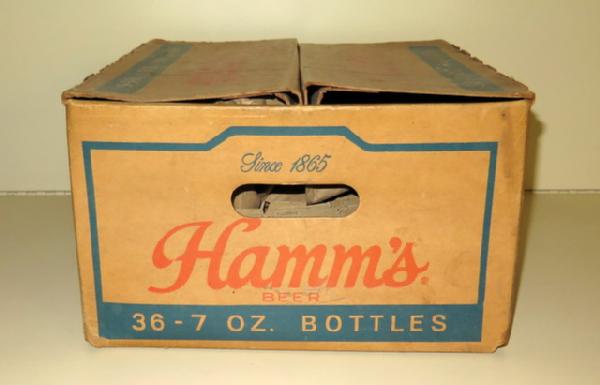 Since 1865
Hamm's
BEER
36-7 OZ. BOTTLES